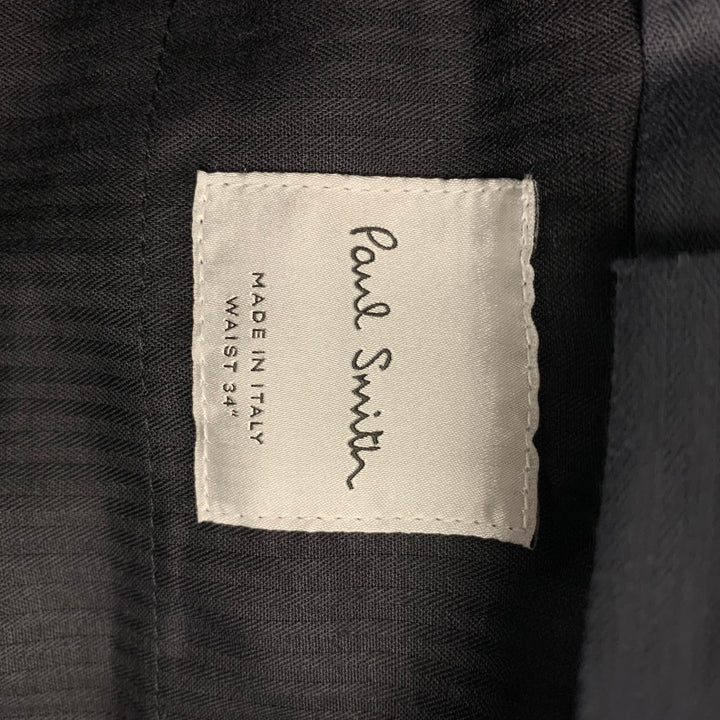 Paul Smith
MADE IN ITALY
WAIST 34"